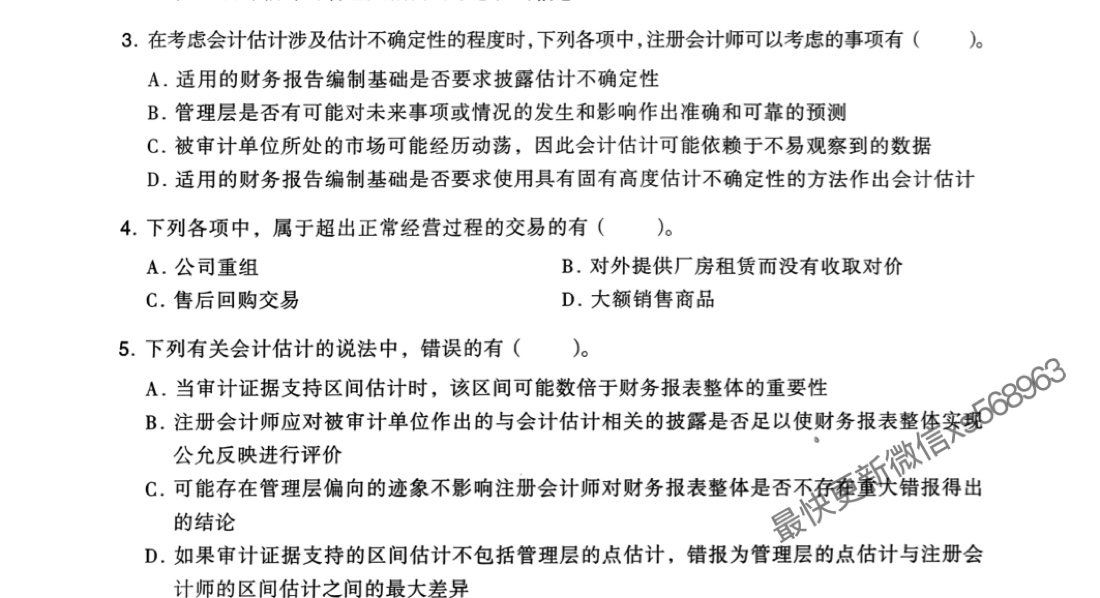 3. 在考虑会计估计涉及估计不确定性的程度时,下列各项中,注册会计师可以考虑的事项有(　　)。
A. 适用的财务报告编制基础是否要求披露估计不确定性
B. 管理层是否有可能对未来事项或情况的发生和影响作出准确和可靠的预测
C. 被审计单位所处的市场可能经历动荡，因此会计估计可能依赖于不易观察到的数据
D. 适用的财务报告编制基础是否要求使用具有固有高度估计不确定性的方法作出会计估计
4. 下列各项中，属于超出正常经营过程的交易的有(　　)。
A. 公司重组
B. 对外提供厂房租赁而没有收取对价
C. 售后回购交易
D. 大额销售商品
5. 下列有关会计估计的说法中，错误的有(　　)。
A. 当审计证据支持区间估计时，该区间可能数倍于财务报表整体的重要性
B. 注册会计师应对被审计单位作出的与会计估计相关的披露是否足以使财务报表整体实现
公允反映进行评价
C. 可能存在管理层偏向的迹象不影响注册会计师对财务报表整体是否不存在重大错报得出
的结论
D. 如果审计证据支持的区间估计不包括管理层的点估计，错报为管理层的点估计与注册会
计师的区间估计之间的最大差异
最快更新微信xs568963